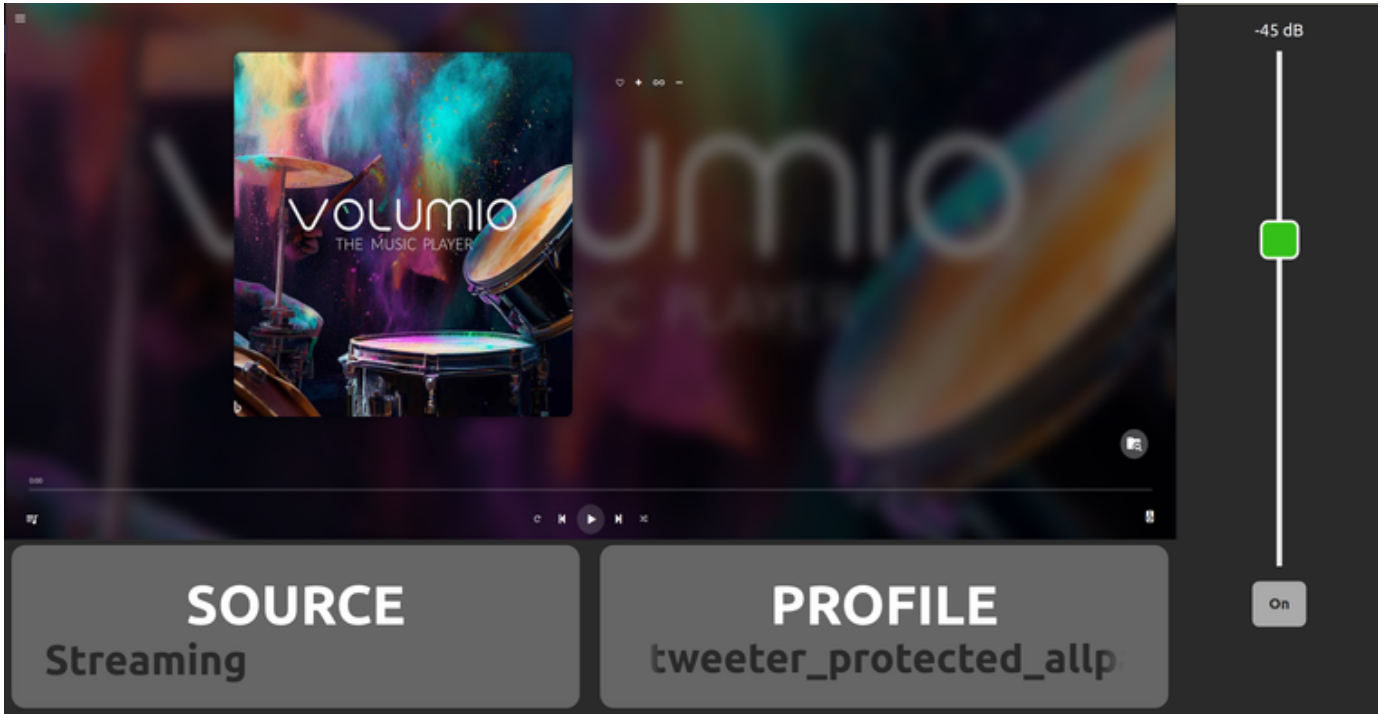 -45 dB
VOLUMIO
THE MUSIC PLAYER
0:00
SOURCE
Streaming
PROFILE
tweeter_protected_allp
On